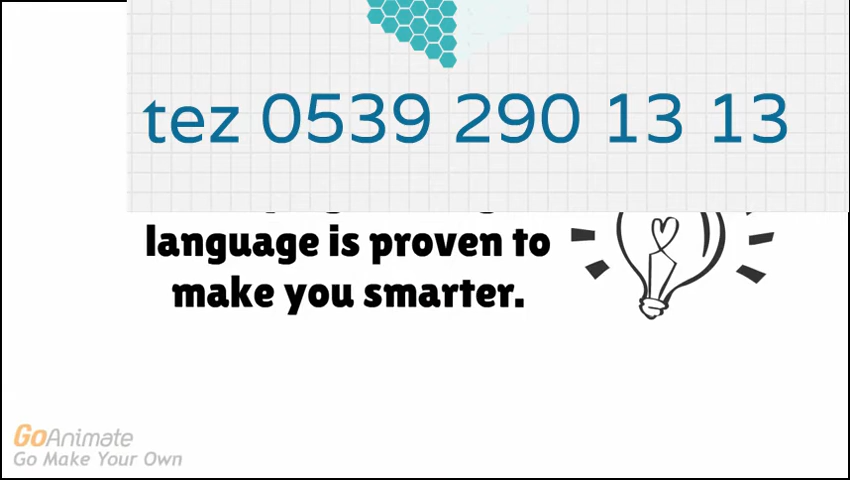 tez 0539 290 13 13
language is proven to
make you smarter.
GoAnimate
Go Make Your Own